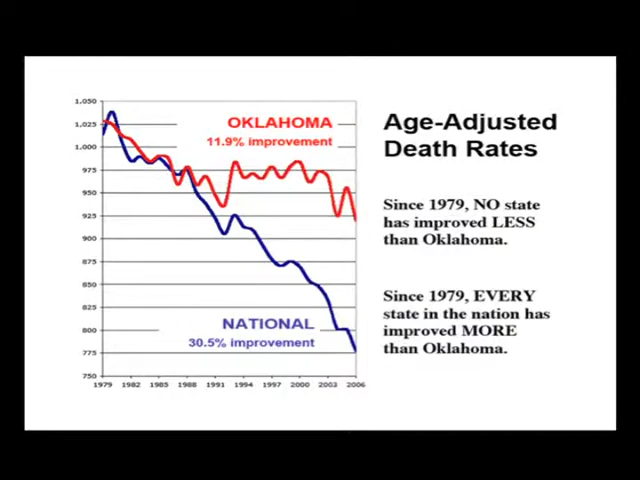 Age-Adjusted
Death Rates
OKLAHOMA
11.9% improvement
NATIONAL
30.5% improvement
1,050
1,025
1,000
975
950
925
900
875
850
825
800
775
750
1979 1982 1985 1988 1991 1994 1997 2000 2003 2006
Since 1979, NO state
has improved LESS
than Oklahoma.
Since 1979, EVERY
state in the nation has
improved MORE
than Oklahoma.